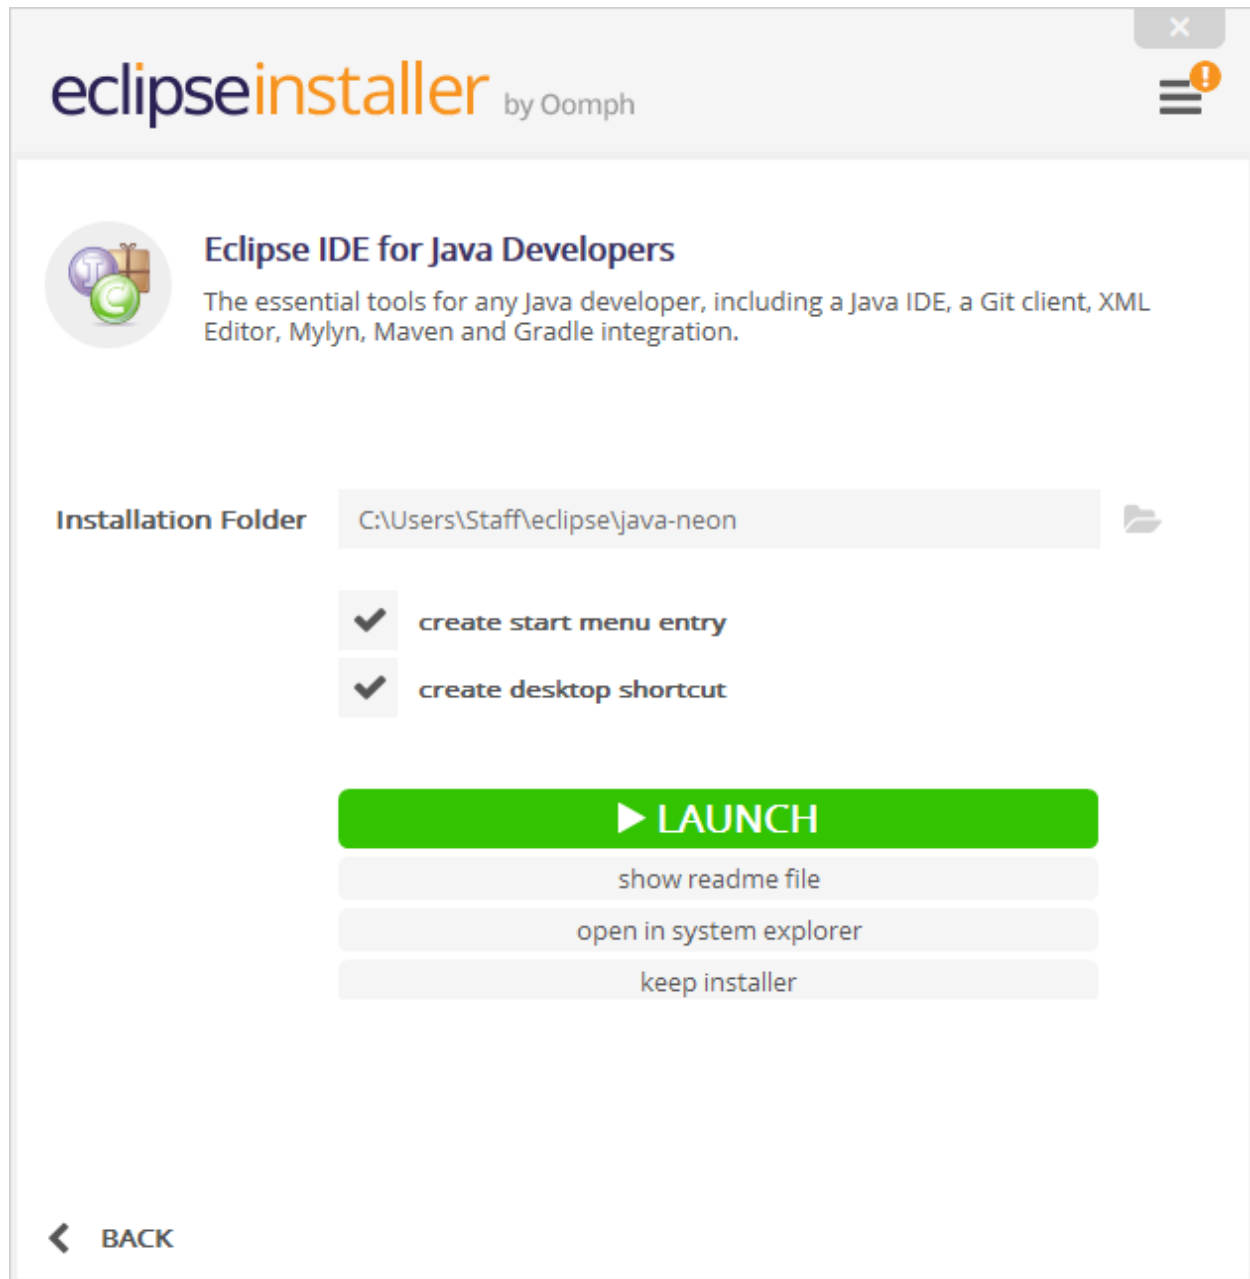 eclipseinstaller by Oomph
Eclipse IDE for Java Developers
The essential tools for any Java developer, including a Java IDE, a Git client, XML
Editor, Mylyn, Maven and Gradle integration.
Installation Folder C:\Users\Staff\eclipse\java-neon
create start menu entry
create desktop shortcut
LAUNCH
show readme file
open in system explorer
keep installer
BACK